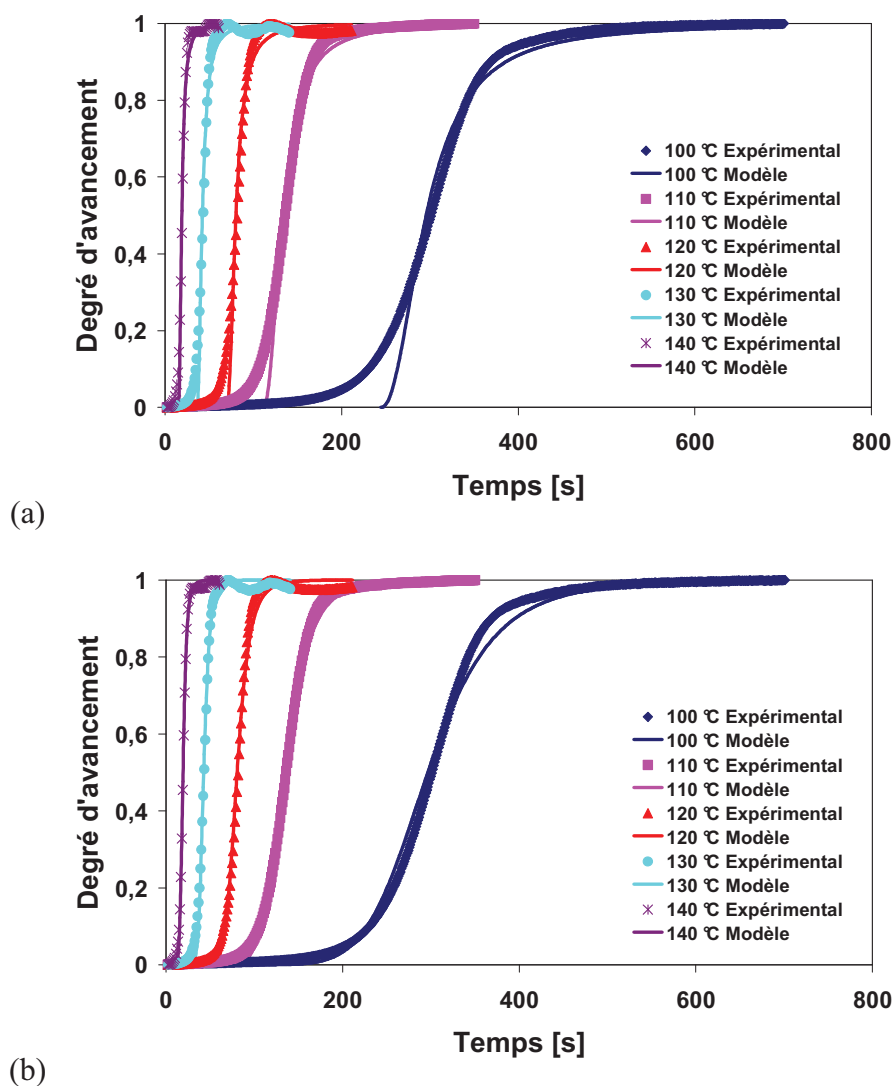 1
0,8
0,6
0,4
0,2
0
Degré d'avancement
100 °C Expérimental
100 °C Modèle
110 °C Expérimental
110 °C Modèle
120 °C Expérimental
120 °C Modèle
130 °C Expérimental
130 °C Modèle
140 °C Expérimental
140 °C Modèle
0 200 400 600 800
Temps [s]
(a)
1
0,8
0,6
0,4
0,2
0
Degré d'avancement
100 °C Expérimental
100 °C Modèle
110 °C Expérimental
110 °C Modèle
120 °C Expérimental
120 °C Modèle
130 °C Expérimental
130 °C Modèle
140 °C Expérimental
140 °C Modèle
0 200 400 600 800
Temps [s]
(b)